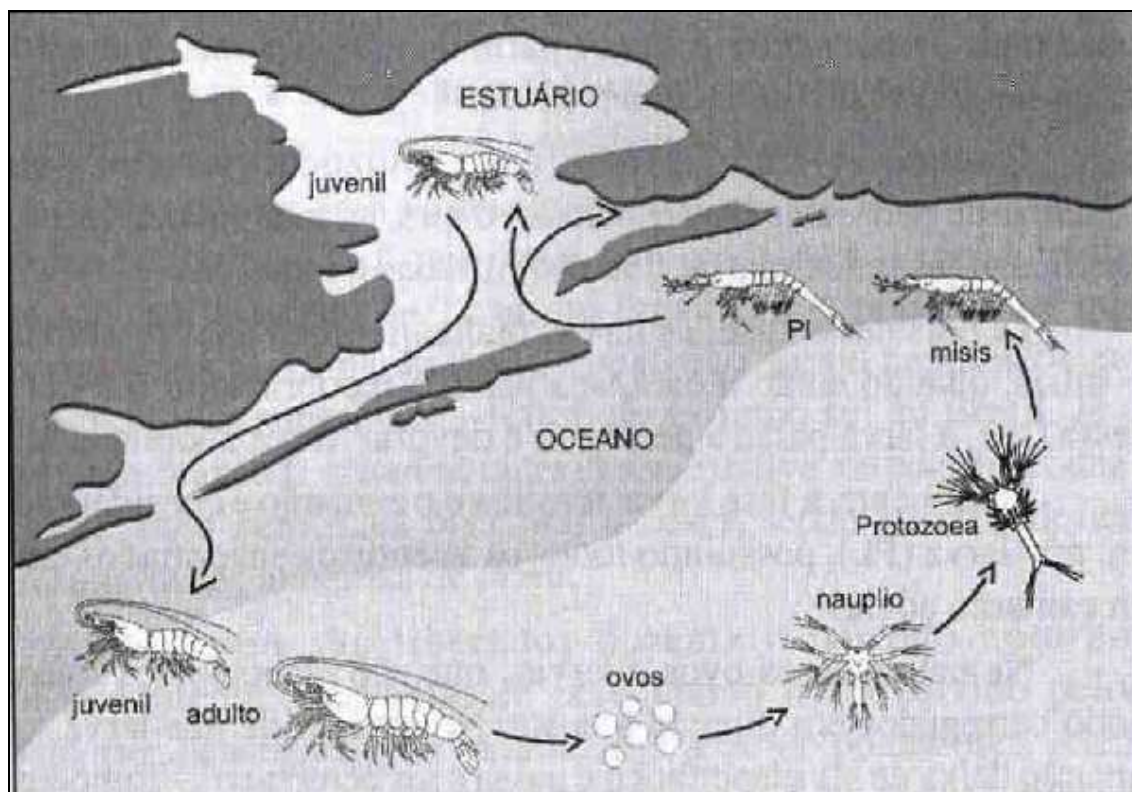 ESTUÁRIO
juvenil
Pl
misis
OCEANO
Protozoea
nauplio
ovos
juvenil
adulto